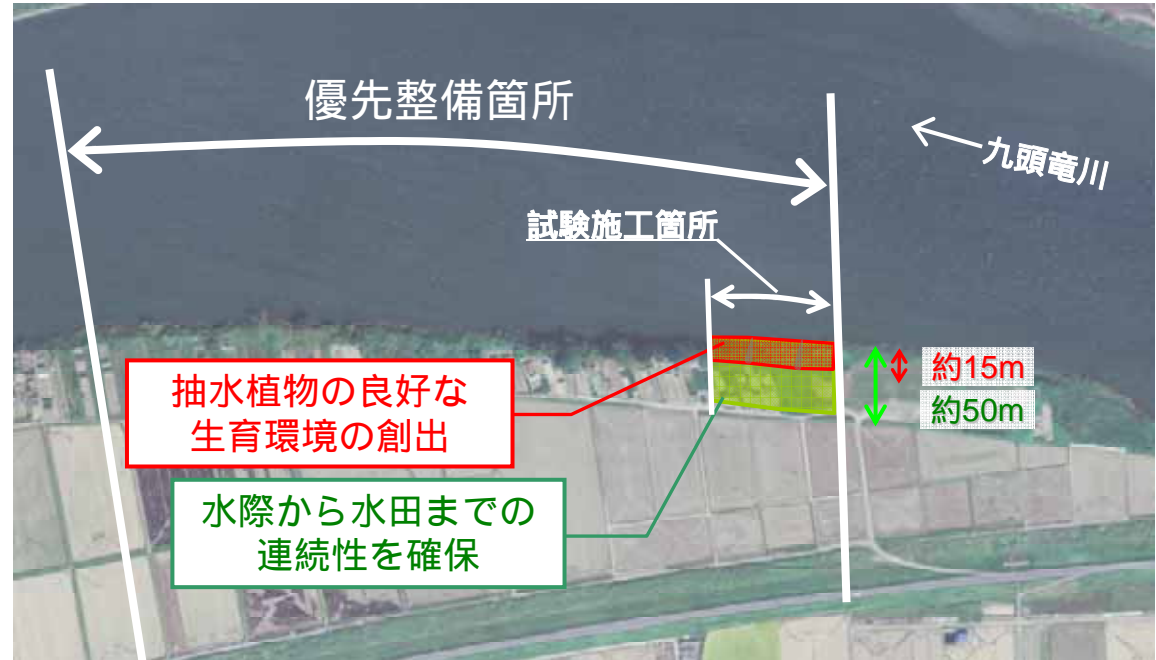 優先整備箇所
九頭竜川
試験施工箇所
約15m
約50m
抽水植物の良好な
生育環境の創出
水際から水田までの
連続性を確保